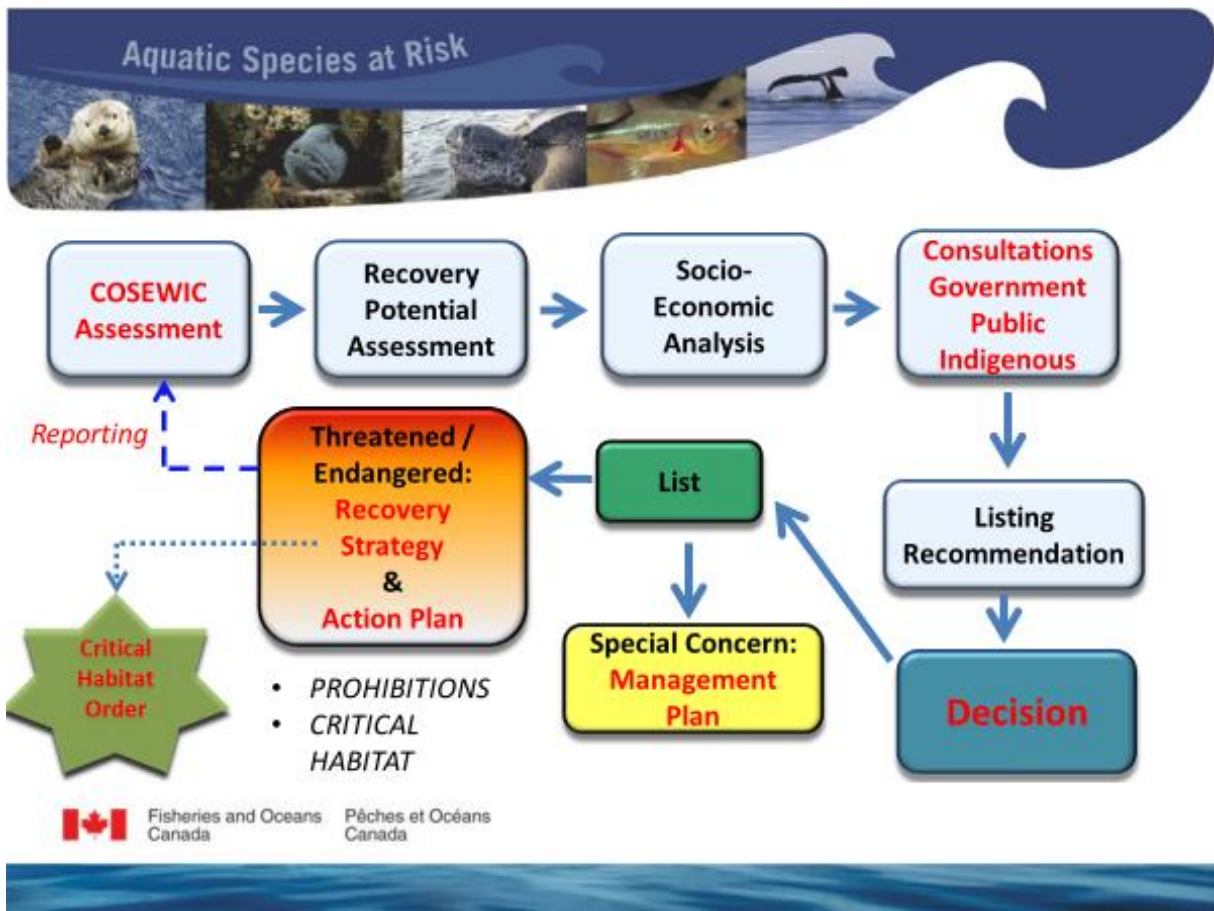 Aquatic Species at Risk
COSEWIC
Assessment
Recovery
Potential
Assessment
Socio-
Economic
Analysis
Consultations
Government
Public
Indigenous
Reporting
Threatened /
Endangered:
Recovery
Strategy
&
Action Plan
List
Listing
Recommendation
Critical
Habitat
Order
• PROHIBITIONS
• CRITICAL
HABITAT
Special Concern:
Management
Plan
Decision
Fisheries and Oceans
Canada
Pêches et Océans
Canada